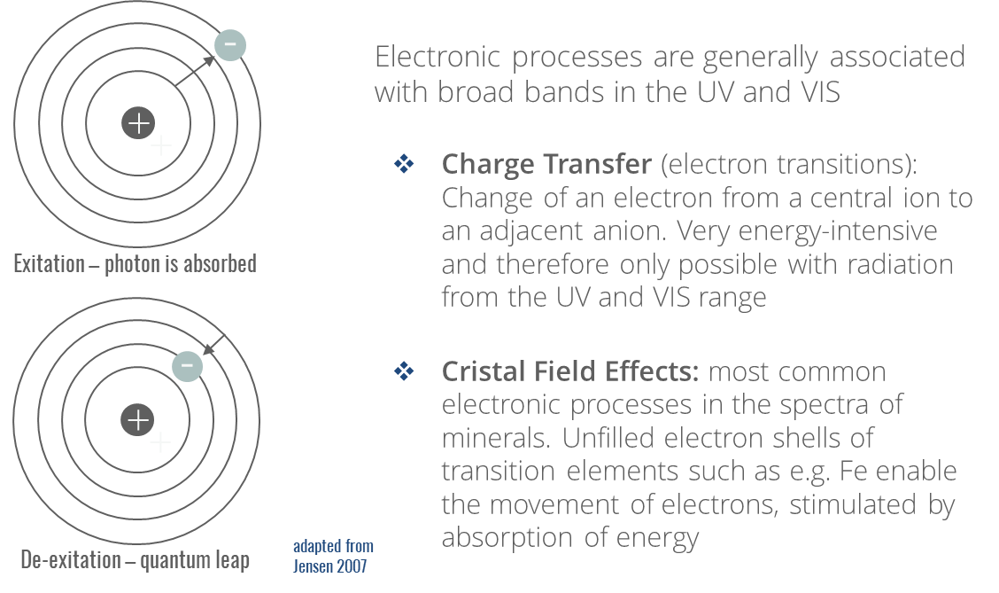 Exitation – photon is absorbed
De-exitation – quantum leap
adapted from
Jensen 2007
Electronic processes are generally associated
with broad bands in the UV and VIS
❖ Charge Transfer (electron transitions):
Change of an electron from a central ion to
an adjacent anion. Very energy-intensive
and therefore only possible with radiation
from the UV and VIS range
❖ Cristal Field Effects: most common
electronic processes in the spectra of
minerals. Unfilled electron shells of
transition elements such as e.g. Fe enable
the movement of electrons, stimulated by
absorption of energy